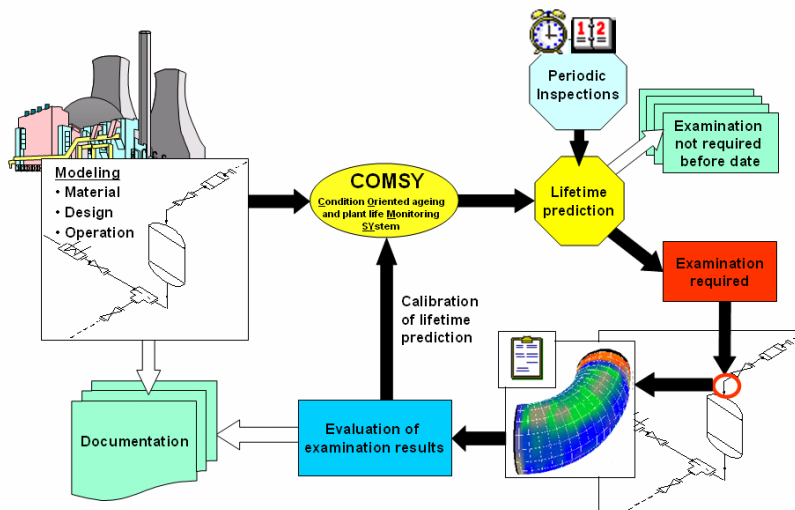 1 2
Periodic
Inspections
Examination
not required
before date
Modeling
• Material
• Design
• Operation
COMSY
Condition Oriented ageing
and plant life Monitoring
SYstem
Lifetime
prediction
Examination
required
Calibration
of lifetime
prediction
Documentation
Evaluation of
examination results